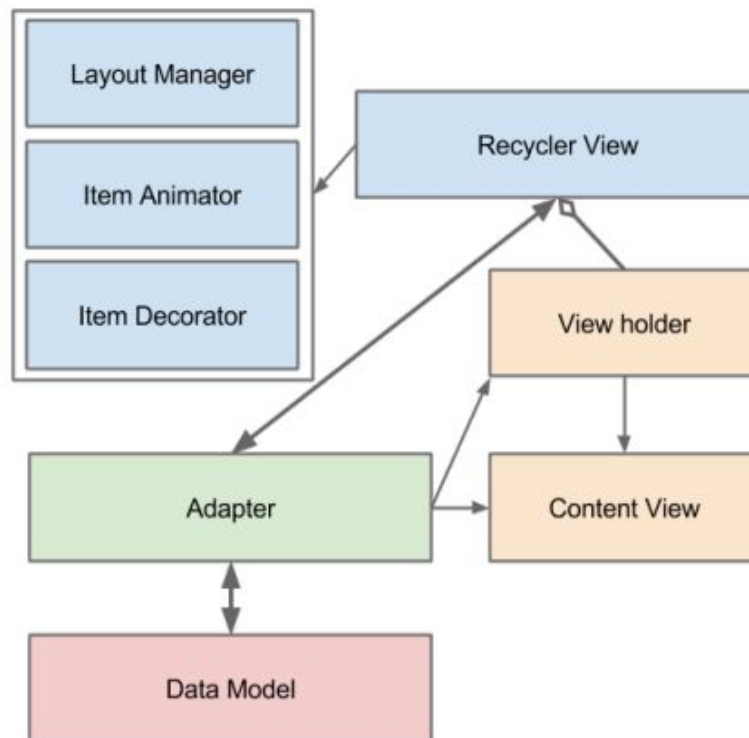 Layout Manager
Recycler View
Item Animator
Item Decorator
View holder
Adapter
Content View
Data Model